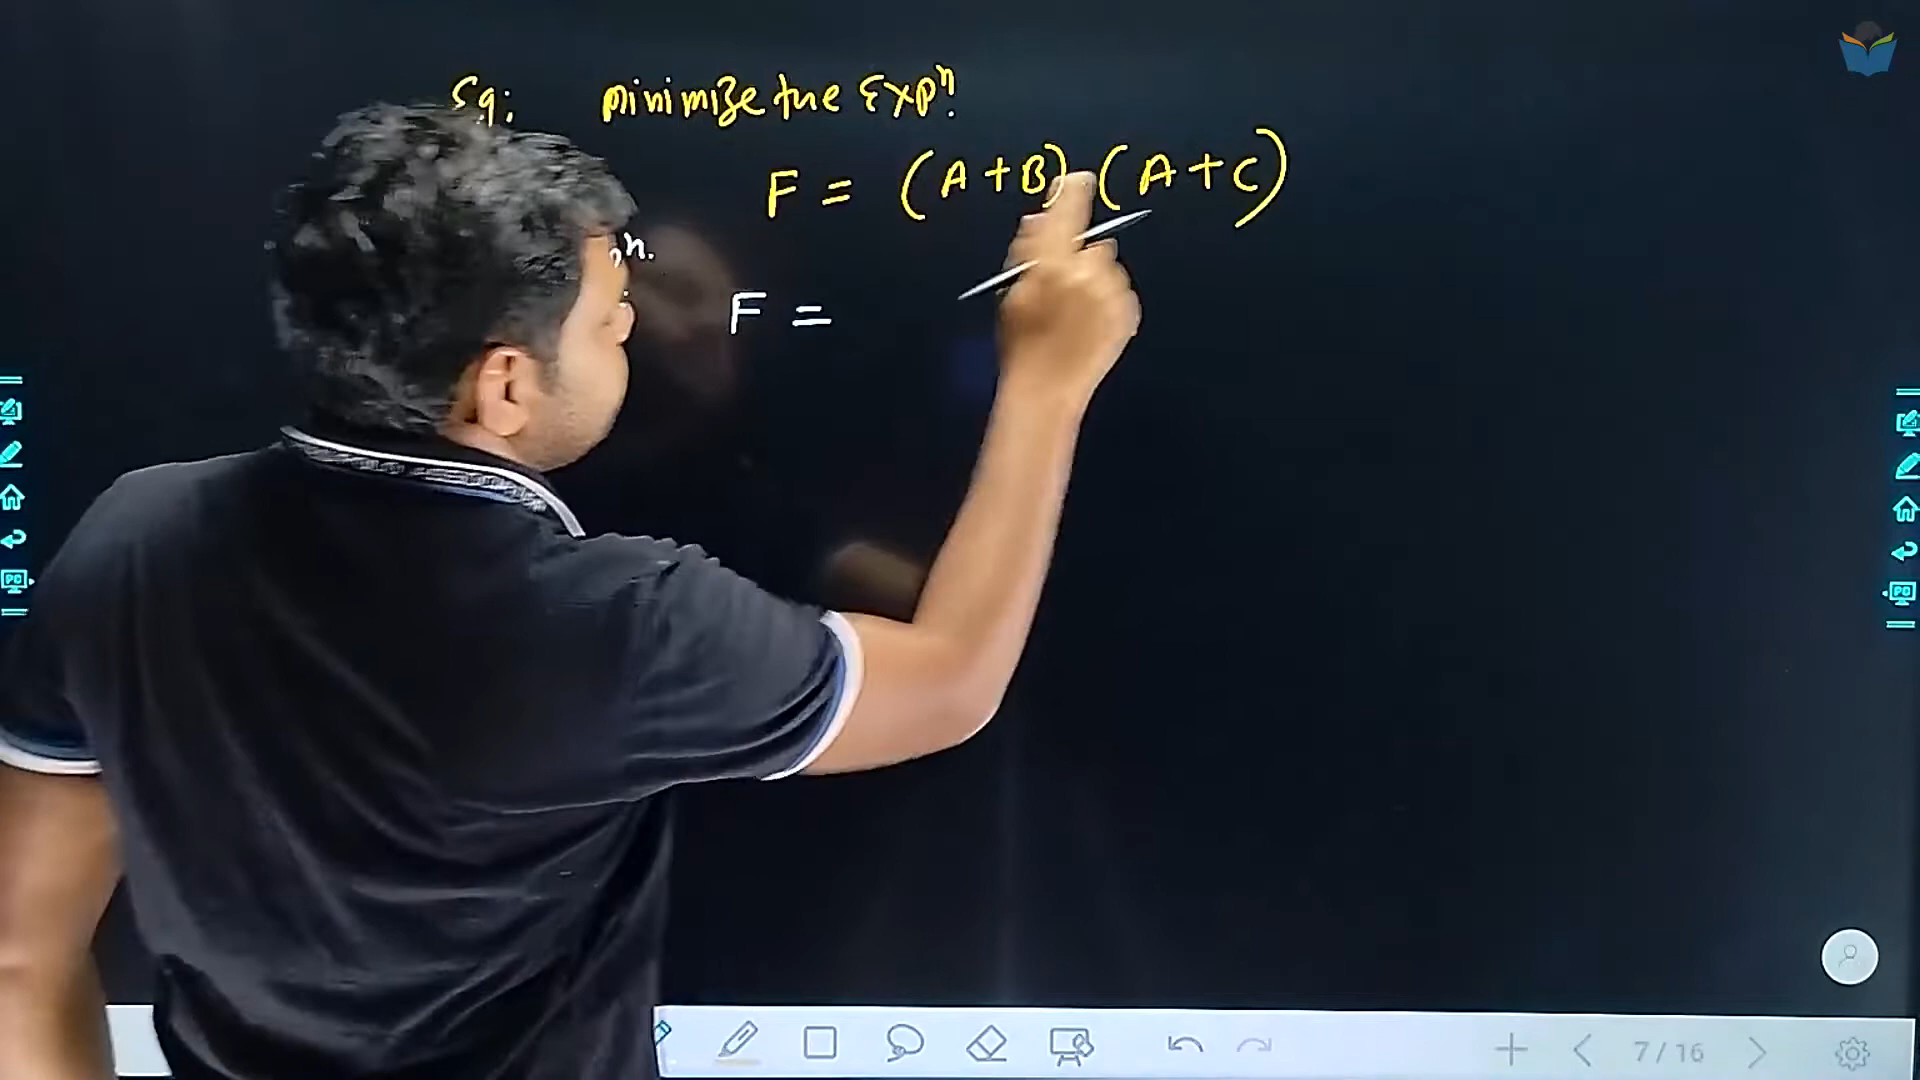 Eg: Minimize the Expn
F = (A+B) (A+C)
n.
F =
7/16